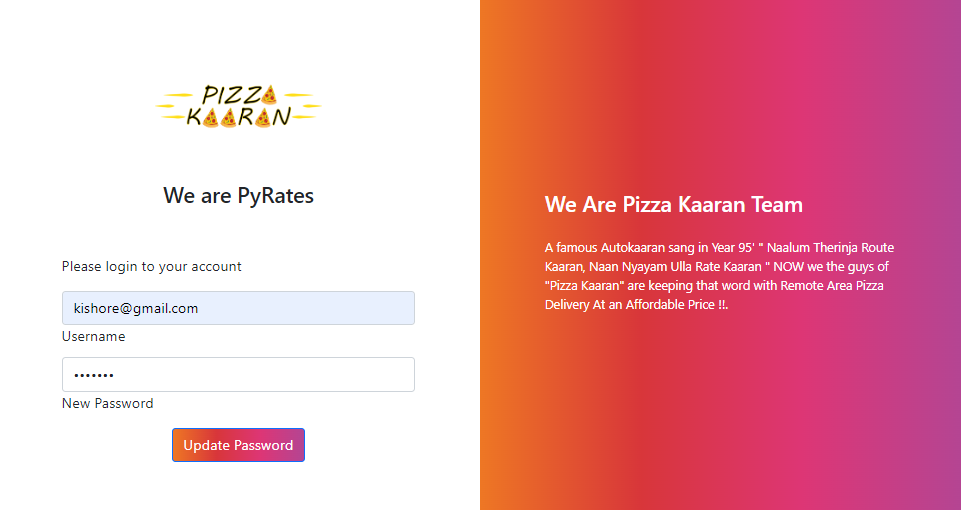 PIZZA
KAARAN
We are PyRates
Please login to your account
kishore@gmail.com
Username
•••••••
New Password
Update Password
We Are Pizza Kaaran Team
A famous Autokaaran sang in Year 95' " Naalum Therinja Route
Kaaran, Naan Nyayam Ulla Rate Kaaran " NOW we the guys of
"Pizza Kaaran" are keeping that word with Remote Area Pizza
Delivery At an Affordable Price !!.